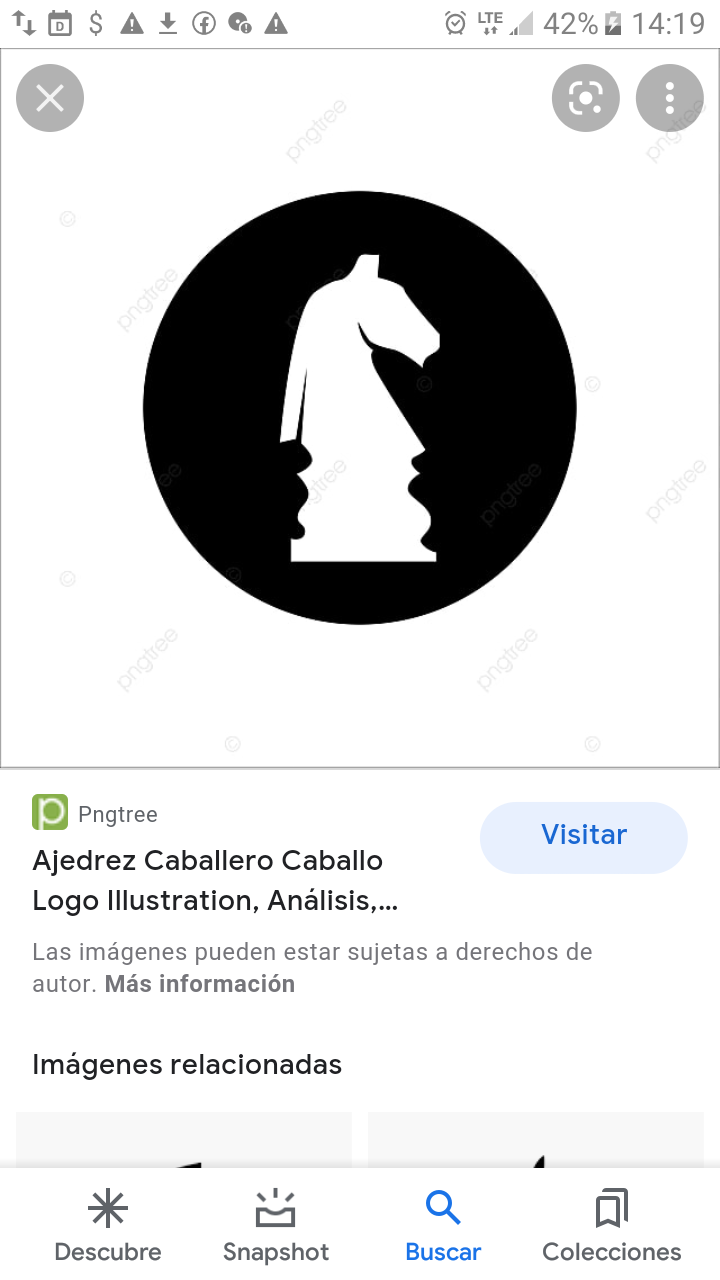 D
LTE
42%
14:19
pngtree
pngtree
©
pngtree
©
©
pngtree
pngtree
pngtree
©
©
pngtree
pngtree
©
©
Pngtree
Visitar
Ajedrez Caballero Caballo
Logo Illustration, Análisis,...
Las imágenes pueden estar sujetas a derechos de
autor. Más información
Imágenes relacionadas
Descubre
Snapshot
Buscar
Colecciones